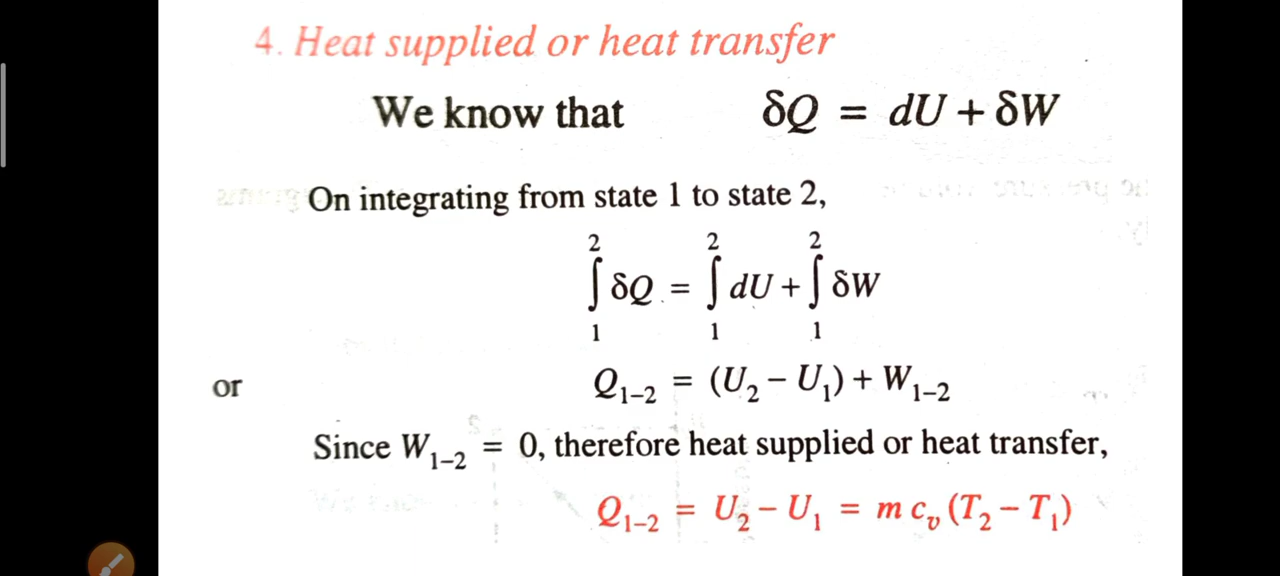 4. Heat supplied or heat transfer
We know that δQ = dU + δW
On integrating from state 1 to state 2,
∫₁² δQ = ∫₁² dU + ∫₁² δW
or Q₁₋₂ = (U₂ − U₁) + W₁₋₂
Since W₁₋₂ = 0, therefore heat supplied or heat transfer,
Q₁₋₂ = U₂ − U₁ = m cᵥ (T₂ − T₁)